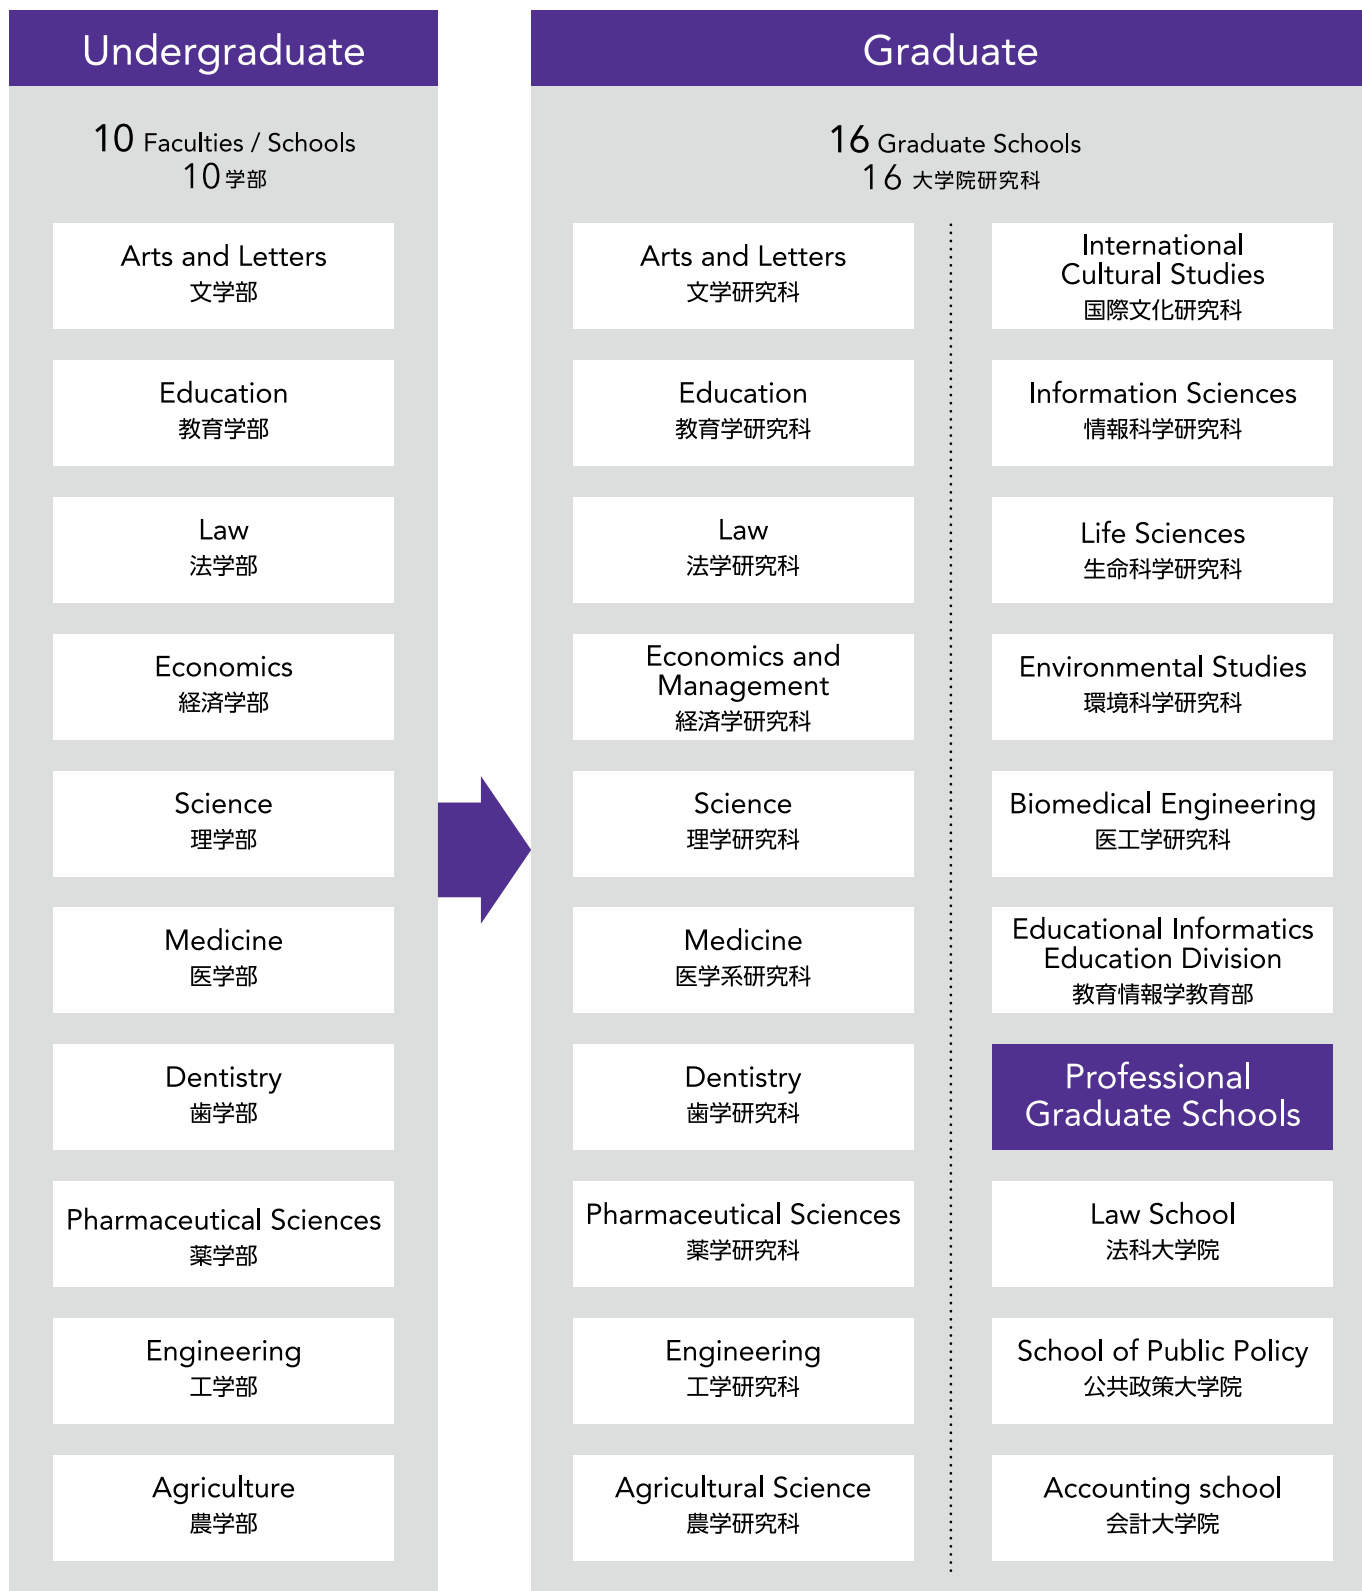 Undergraduate
10 Faculties / Schools
10 学部
Arts and Letters
文学部
Education
教育学部
Law
法学部
Economics
経済学部
Science
理学部
Medicine
医学部
Dentistry
歯学部
Pharmaceutical Sciences
薬学部
Engineering
工学部
Agriculture
農学部
Graduate
16 Graduate Schools
16 大学院研究科
Arts and Letters
文学研究科
Education
教育学研究科
Law
法学研究科
Economics and
Management
経済学研究科
Science
理学研究科
Medicine
医学系研究科
Dentistry
歯学研究科
Pharmaceutical Sciences
薬学研究科
Engineering
工学研究科
Agricultural Science
農学研究科
International
Cultural Studies
国際文化研究科
Information Sciences
情報科学研究科
Life Sciences
生命科学研究科
Environmental Studies
環境科学研究科
Biomedical Engineering
医工学研究科
Educational Informatics
Education Division
教育情報学教育部
Professional
Graduate Schools
Law School
法科大学院
School of Public Policy
公共政策大学院
Accounting school
会計大学院